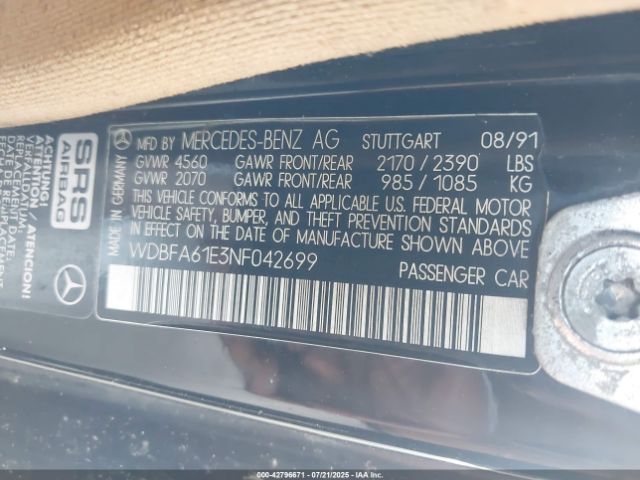 MFD BY MERCEDES-BENZ AG STUTTGART 08/91
GVWR 4560 GAWR FRONT/REAR 2170 / 2390 LBS
GVWR 2070 GAWR FRONT/REAR 985 / 1085 KG
THIS VEHICLE CONFORMS TO ALL APPLICABLE U.S. FEDERAL MOTOR
VEHICLE SAFETY, BUMPER, AND THEFT PREVENTION STANDARDS
IN EFFECT ON THE DATE OF MANUFACTURE SHOWN ABOVE.
WDBFA61E3NF042699
PASSENGER CAR
MADE IN GERMANY
SRS
AIRBAG
ACHTUNG!
ATTENTION / ATENCION!
000-42796671 - 07/21/2025 - IAAI.COM